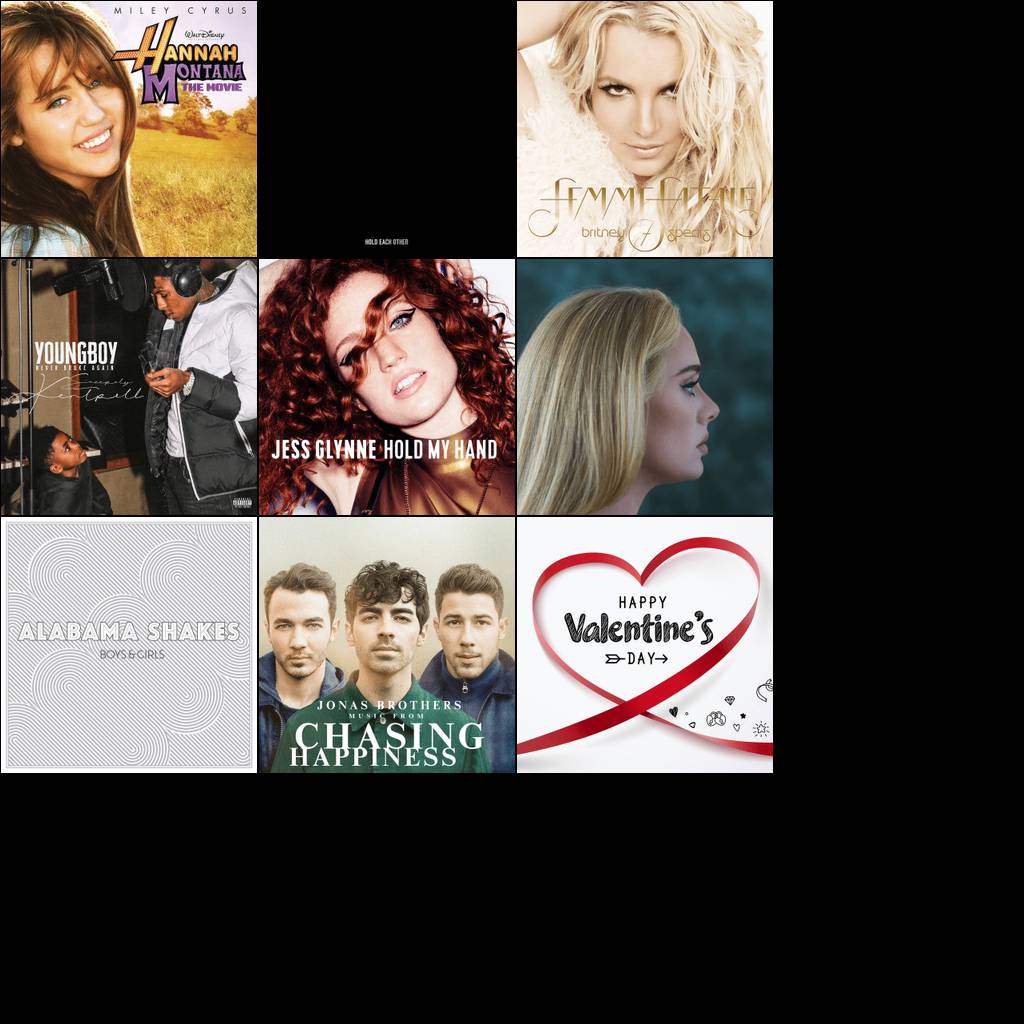 MILEY CYRUS
WALT DISNEY
HANNAH
MONTANA
THE MOVIE
HOLD EACH OTHER
FEMME FATALE
britney spears
YOUNGBOY
NEVER BROKE AGAIN
Sincerely
Kentrell
JESS GLYNNE HOLD MY HAND
ALABAMA SHAKES
BOYS & GIRLS
JONAS BROTHERS
MUSIC FROM
CHASING
HAPPINESS
HAPPY
Valentine's
DAY